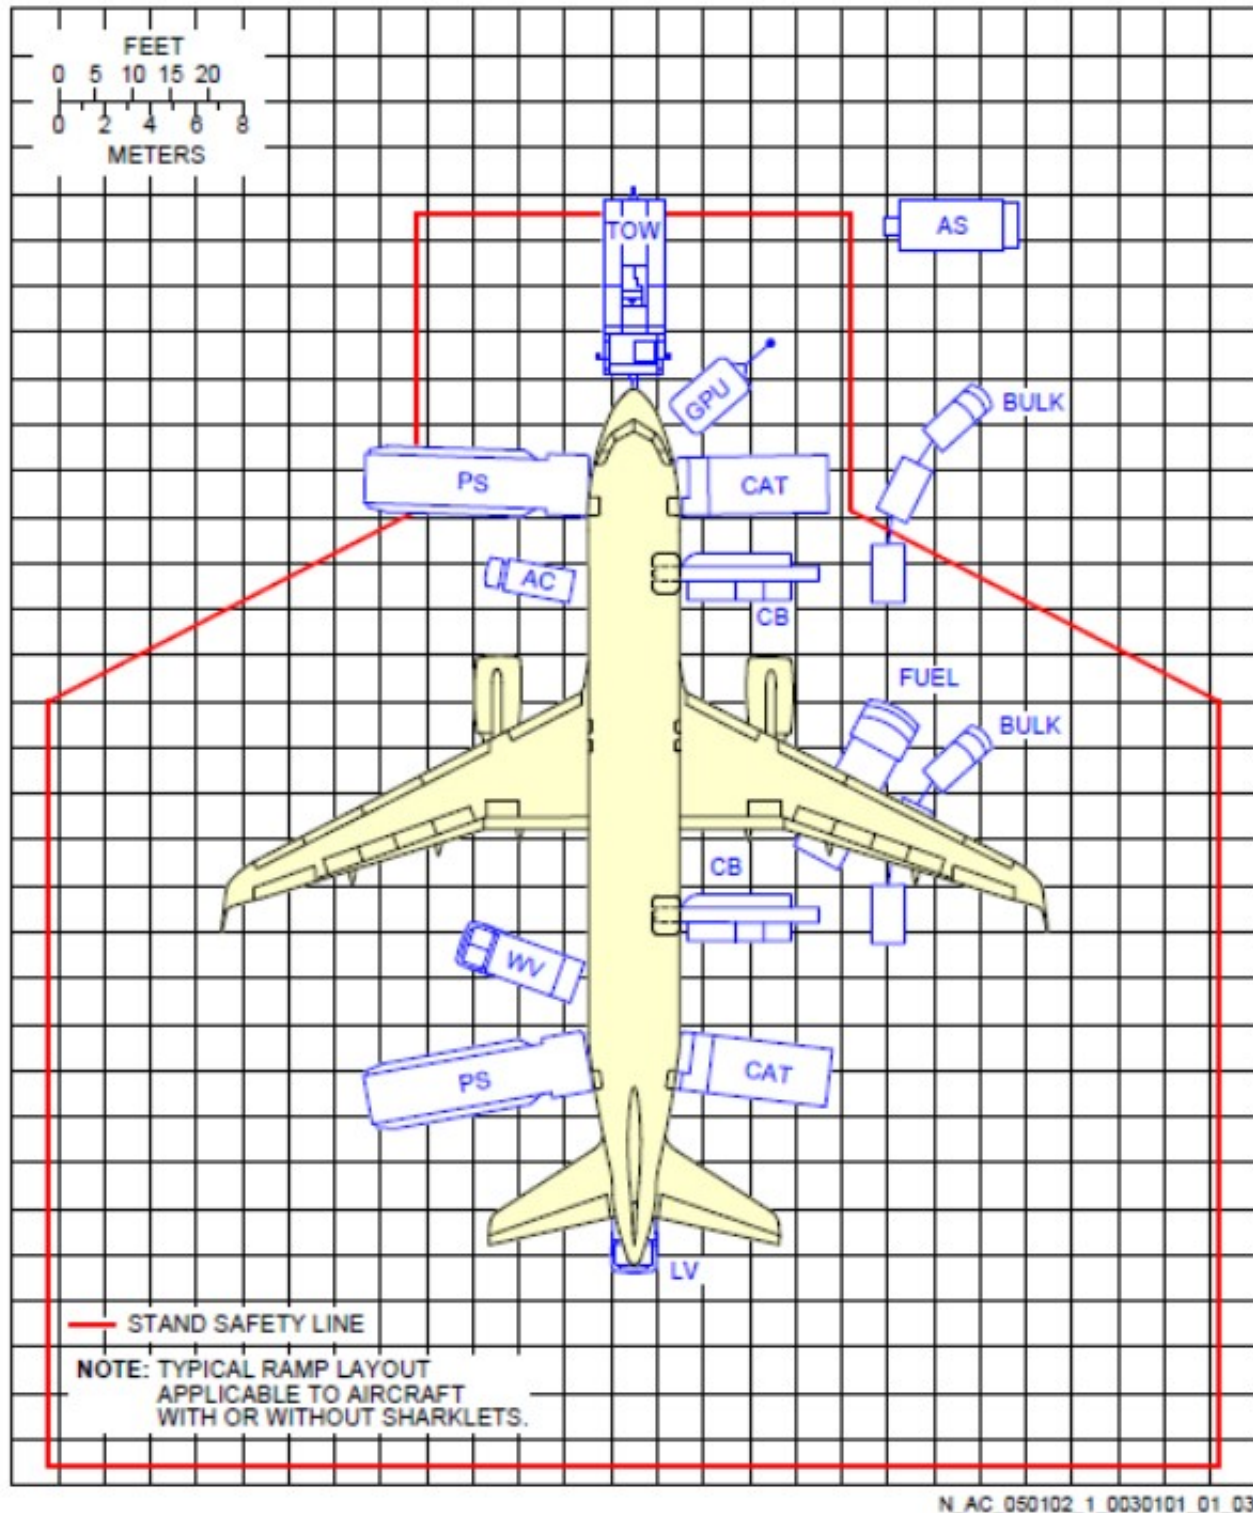 FEET
0 5 10 15 20
0 2 4 6 8
METERS
TOW
AS
GPU
BULK
PS
CAT
AC
CB
FUEL
BULK
CB
WV
PS
CAT
LV
STAND SAFETY LINE
NOTE: TYPICAL RAMP LAYOUT
APPLICABLE TO AIRCRAFT
WITH OR WITHOUT SHARKLETS.
N_AC_050102_1_0030101_01_03